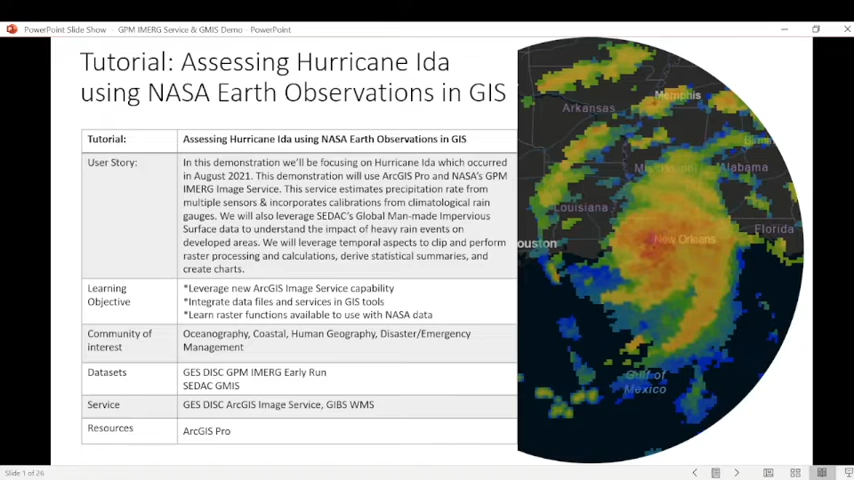 PowerPoint Slide Show - GPM IMERG Service & GMIS Demo - PowerPoint
Tutorial: Assessing Hurricane Ida
using NASA Earth Observations in GIS
Tutorial: Assessing Hurricane Ida using NASA Earth Observations in GIS
User Story: In this demonstration we'll be focusing on Hurricane Ida which occurred
in August 2021. This demonstration will use ArcGIS Pro and NASA's GPM
IMERG Image Service. This service estimates precipitation rate from
multiple sensors & incorporates calibrations from climatological rain
gauges. We will also leverage SEDAC's Global Man-made Impervious
Surface data to understand the impact of heavy rain events on
developed areas. We will leverage temporal aspects to clip and perform
raster processing and calculations, derive statistical summaries, and
create charts.
Learning *Leverage new ArcGIS Image Service capability
Objective *Integrate data files and services in GIS tools
*Learn raster functions available to use with NASA data
Community of Oceanography, Coastal, Human Geography, Disaster/Emergency
interest Management
Datasets GES DISC GPM IMERG Early Run
SEDAC GMIS
Service GES DISC ArcGIS Image Service, GIBS WMS
Resources ArcGIS Pro
Memphis
Arkansas
Mississippi
Alabama
Louisiana
Florida
New Orleans
ouston
Gulf of
Mexico
Slide 1 of 26